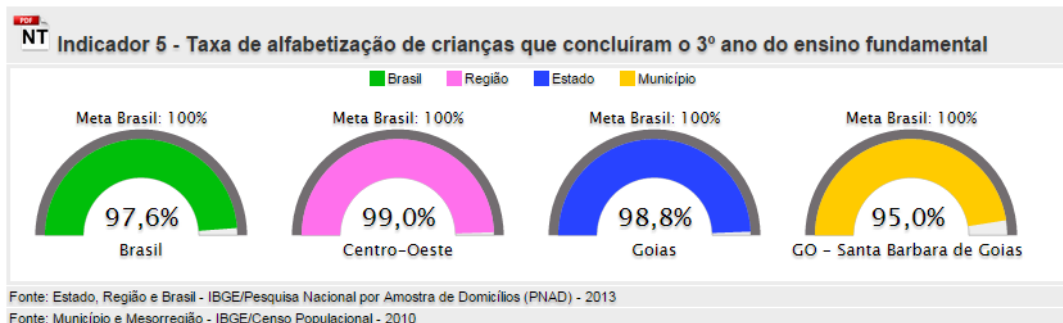 PDF
NT
Indicador 5 - Taxa de alfabetização de crianças que concluíram o 3º ano do ensino fundamental
Brasil Região Estado Município
Meta Brasil: 100% Meta Brasil: 100% Meta Brasil: 100% Meta Brasil: 100%
97,6% 99,0% 98,8% 95,0%
Brasil Centro-Oeste Goias GO - Santa Barbara de Goias
Fonte: Estado, Região e Brasil - IBGE/Pesquisa Nacional por Amostra de Domicílios (PNAD) - 2013
Fonte: Município e Mesorregião - IBGE/Censo Populacional - 2010